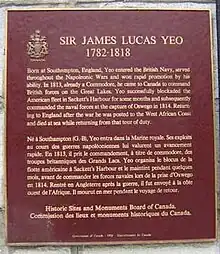 SIR JAMES LUCAS YEO
1782-1818
Born at Southampton, England, Yeo entered the British Navy, served
throughout the Napoleonic Wars and won rapid promotion by his
ability. In 1813, already a Commodore, he came to Canada to command
British forces on the Great Lakes. Yeo successfully blockaded the
American fleet in Sackett's Harbour for some months and subsequently
commanded the naval forces at the capture of Oswego in 1814. Return-
ing to England after the war he was posted to the West African Coast
and died at sea while returning from that tour of duty.
Né à Southampton (G.-B), Yeo entra dans la Marine royale. Ses exploits
au cours des guerres napoléoniennes lui valurent un avancement
rapide. En 1813, il prit le commandement, à titre de commodore, des
troupes britanniques des Grands Lacs. Yeo organisa le blocus de la
flotte américaine à Sackett's Harbour et le maintint pendant quelques
mois, avant de commander les forces navales lors de la prise d'Oswego
en 1814. Rentré en Angleterre après la guerre, il fut envoyé à la côte
ouest de l'Afrique. Il mourut en mer pendant le voyage de retour.
Historic Sites and Monuments Board of Canada.
Commission des lieux et monuments historiques du Canada.
Government of Canada Gouvernement du Canada